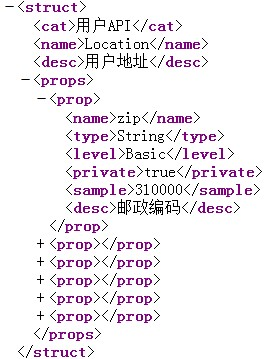 −<struct>
<cat>用户API</cat>
<name>Location</name>
<desc>用户地址</desc>
−<props>
−<prop>
<name>zip</name>
<type>String</type>
<level>Basic</level>
<private>true</private>
<sample>310000</sample>
<desc>邮政编码</desc>
</prop>
+<prop></prop>
+<prop></prop>
+<prop></prop>
+<prop></prop>
+<prop></prop>
</props>
</struct>